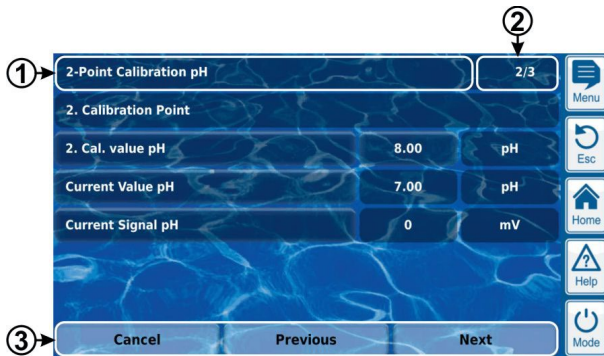 2
1
2-Point Calibration pH 2/3
Menu
2. Calibration Point
2. Cal. value pH 8.00 pH
Esc
Current Value pH 7.00 pH
Home
Current Signal pH 0 mV
?
Help
3
Cancel Previous Next
Mode